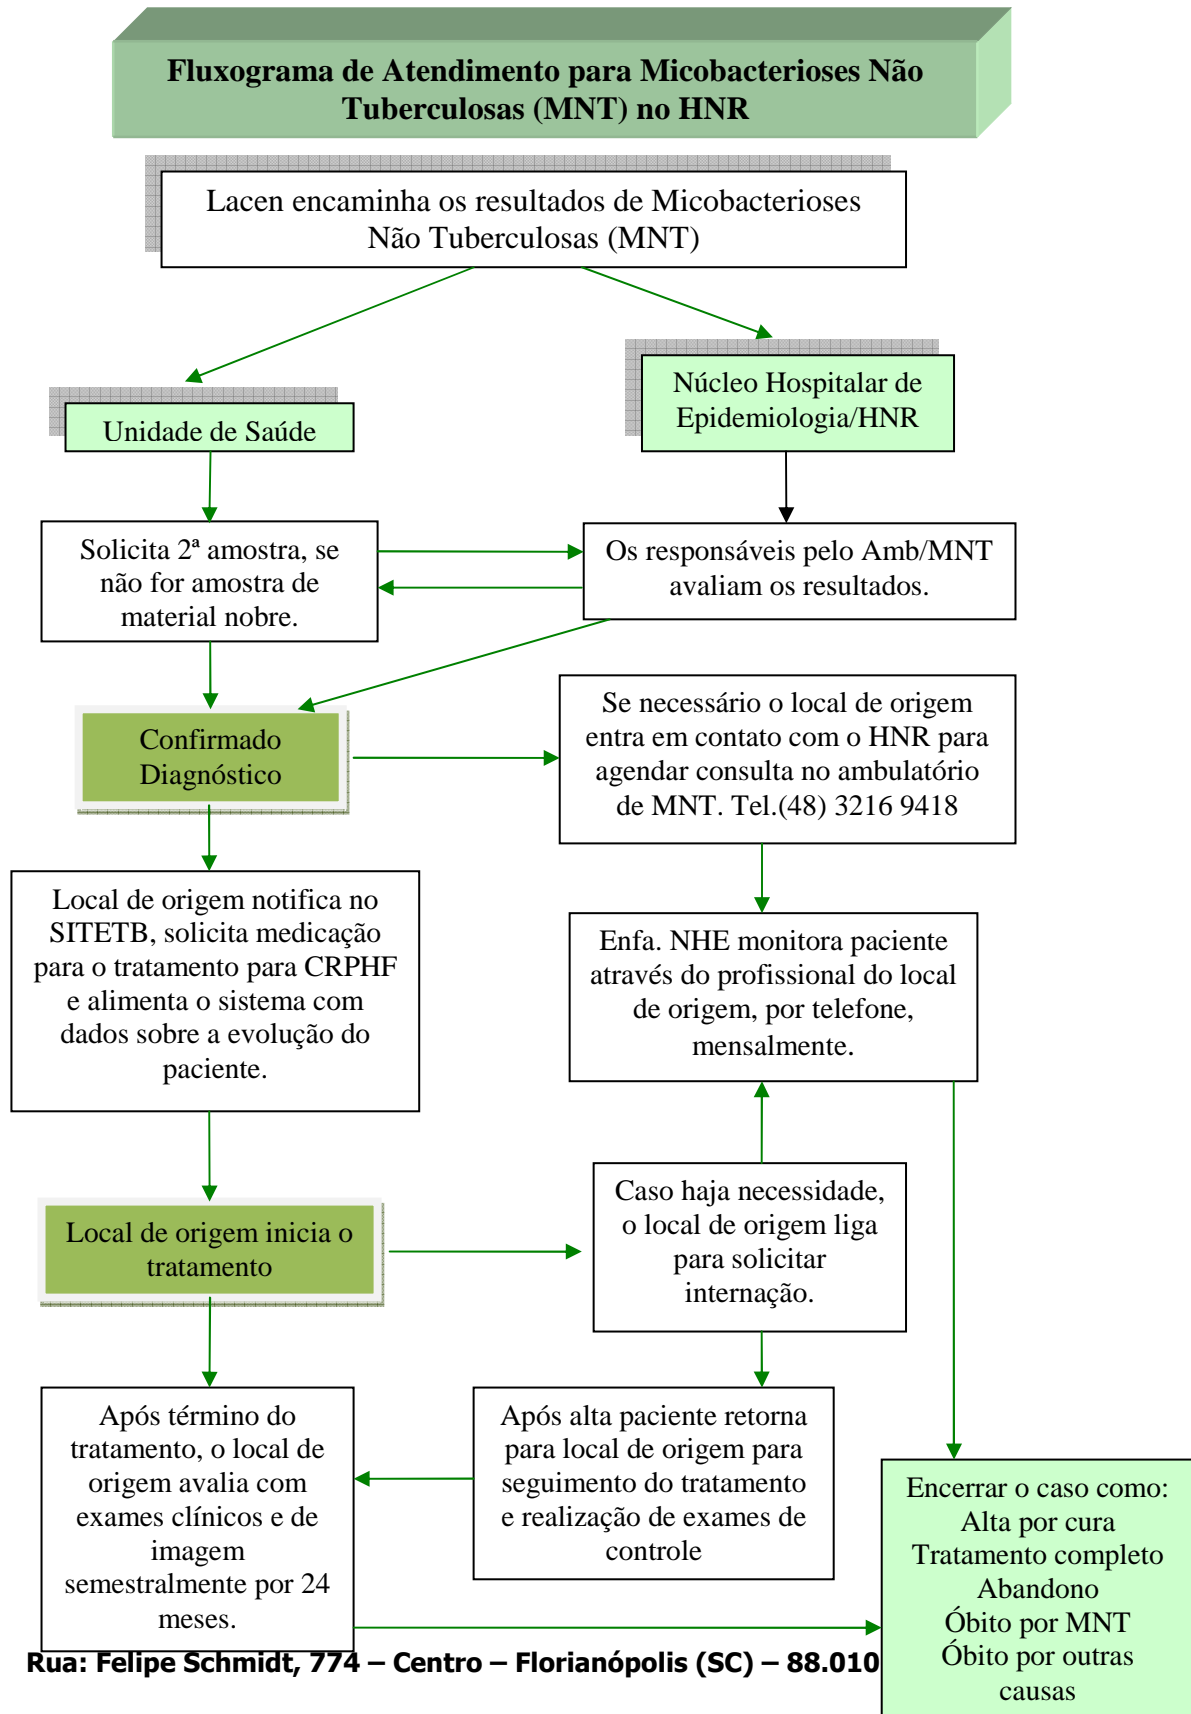 Fluxograma de Atendimento para Micobacterioses Não
Tuberculosas (MNT) no HNR
Lacen encaminha os resultados de Micobacterioses
Não Tuberculosas (MNT)
Unidade de Saúde
Núcleo Hospitalar de
Epidemiologia/HNR
Solicita 2ª amostra, se
não for amostra de
material nobre.
Os responsáveis pelo Amb/MNT
avaliam os resultados.
Confirmado
Diagnóstico
Se necessário o local de origem
entra em contato com o HNR para
agendar consulta no ambulatório
de MNT. Tel.(48) 3216 9418
Local de origem notifica no
SITETB, solicita medicação
para o tratamento para CRPHF
e alimenta o sistema com
dados sobre a evolução do
paciente.
Enfa. NHE monitora paciente
através do profissional do local
de origem, por telefone,
mensalmente.
Local de origem inicia o
tratamento
Caso haja necessidade,
o local de origem liga
para solicitar
internação.
Após término do
tratamento, o local de
origem avalia com
exames clínicos e de
imagem
semestralmente por 24
meses.
Após alta paciente retorna
para local de origem para
seguimento do tratamento
e realização de exames de
controle
Encerrar o caso como:
Alta por cura
Tratamento completo
Abandono
Óbito por MNT
Óbito por outras
causas
Rua: Felipe Schmidt, 774 – Centro – Florianópolis (SC) – 88.010